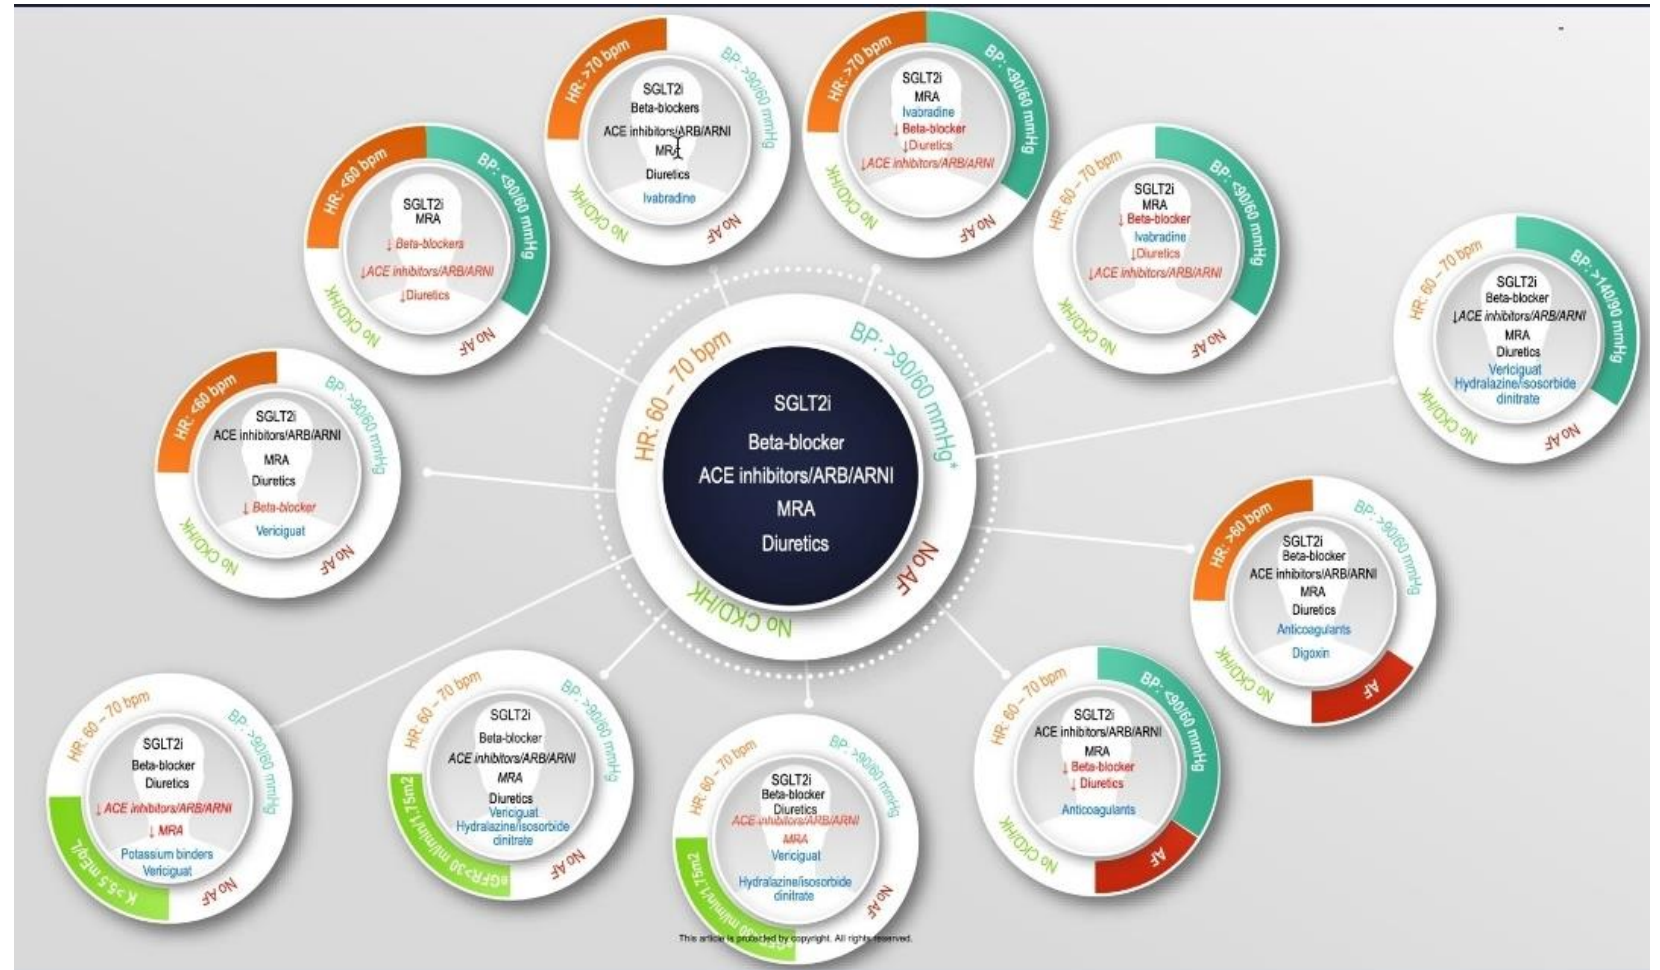 HR: >70 bpm
BP: >90/60 mmHg
SGLT2i
Beta-blockers
ACE inhibitors/ARB/ARNI
MRA
Diuretics
Ivabradine
No CKD/HK
No AF
HR: >70 bpm
BP: <90/60 mmHg
SGLT2i
MRA
Ivabradine
↓ Beta-blocker
↓Diuretics
↓ACE inhibitors/ARB/ARNI
No CKD/HK
No AF
HR: <60 bpm
BP: <90/60 mmHg
SGLT2i
MRA
↓ Beta-blockers
↓ACE inhibitors/ARB/ARNI
↓Diuretics
No CKD/HK
No AF
HR: 60 – 70 bpm
BP: <90/60 mmHg
SGLT2i
MRA
↓ Beta-blocker
Ivabradine
↓Diuretics
↓ACE inhibitors/ARB/ARNI
No CKD/HK
No AF
HR: 60 – 70 bpm
BP: >140/90 mmHg
SGLT2i
Beta-blocker
↓ACE inhibitors/ARB/ARNI
MRA
Diuretics
Vericiguat
Hydralazine/isosorbide
dinitrate
No CKD/HK
No AF
HR: <60 bpm
BP: >90/60 mmHg
SGLT2i
ACE inhibitors/ARB/ARNI
MRA
Diuretics
↓ Beta-blocker
Vericiguat
No CKD/HK
No AF
HR: 60 – 70 bpm
BP: >90/60 mmHg*
SGLT2i
Beta-blocker
ACE inhibitors/ARB/ARNI
MRA
Diuretics
No CKD/HK
No AF
HR: >60 bpm
BP: >90/60 mmHg
SGLT2i
Beta-blocker
ACE inhibitors/ARB/ARNI
MRA
Diuretics
Anticoagulants
Digoxin
No CKD/HK
AF
HR: 60 – 70 bpm
BP: >90/60 mmHg
SGLT2i
Beta-blocker
Diuretics
↓ ACE inhibitors/ARB/ARNI
↓ MRA
Potassium binders
Vericiguat
K >5.5 mEq/L
No AF
HR: 60 – 70 bpm
BP: >90/60 mmHg
SGLT2i
Beta-blocker
ACE inhibitors/ARB/ARNI
MRA
Diuretics
Vericiguat
Hydralazine/isosorbide
dinitrate
eGFR>30 ml/min/1.75m2
No AF
HR: 60 – 70 bpm
BP: >90/60 mmHg
SGLT2i
Beta-blocker
Diuretics
ACE inhibitors/ARB/ARNI
MRA
Vericiguat
Hydralazine/isosorbide
dinitrate
ml/min/1.75m2
No AF
HR: 60 – 70 bpm
BP: <90/60 mmHg
SGLT2i
ACE inhibitors/ARB/ARNI
MRA
↓ Beta-blocker
↓ Diuretics
Anticoagulants
No CKD/HK
AF
This article is protected by copyright. All rights reserved.